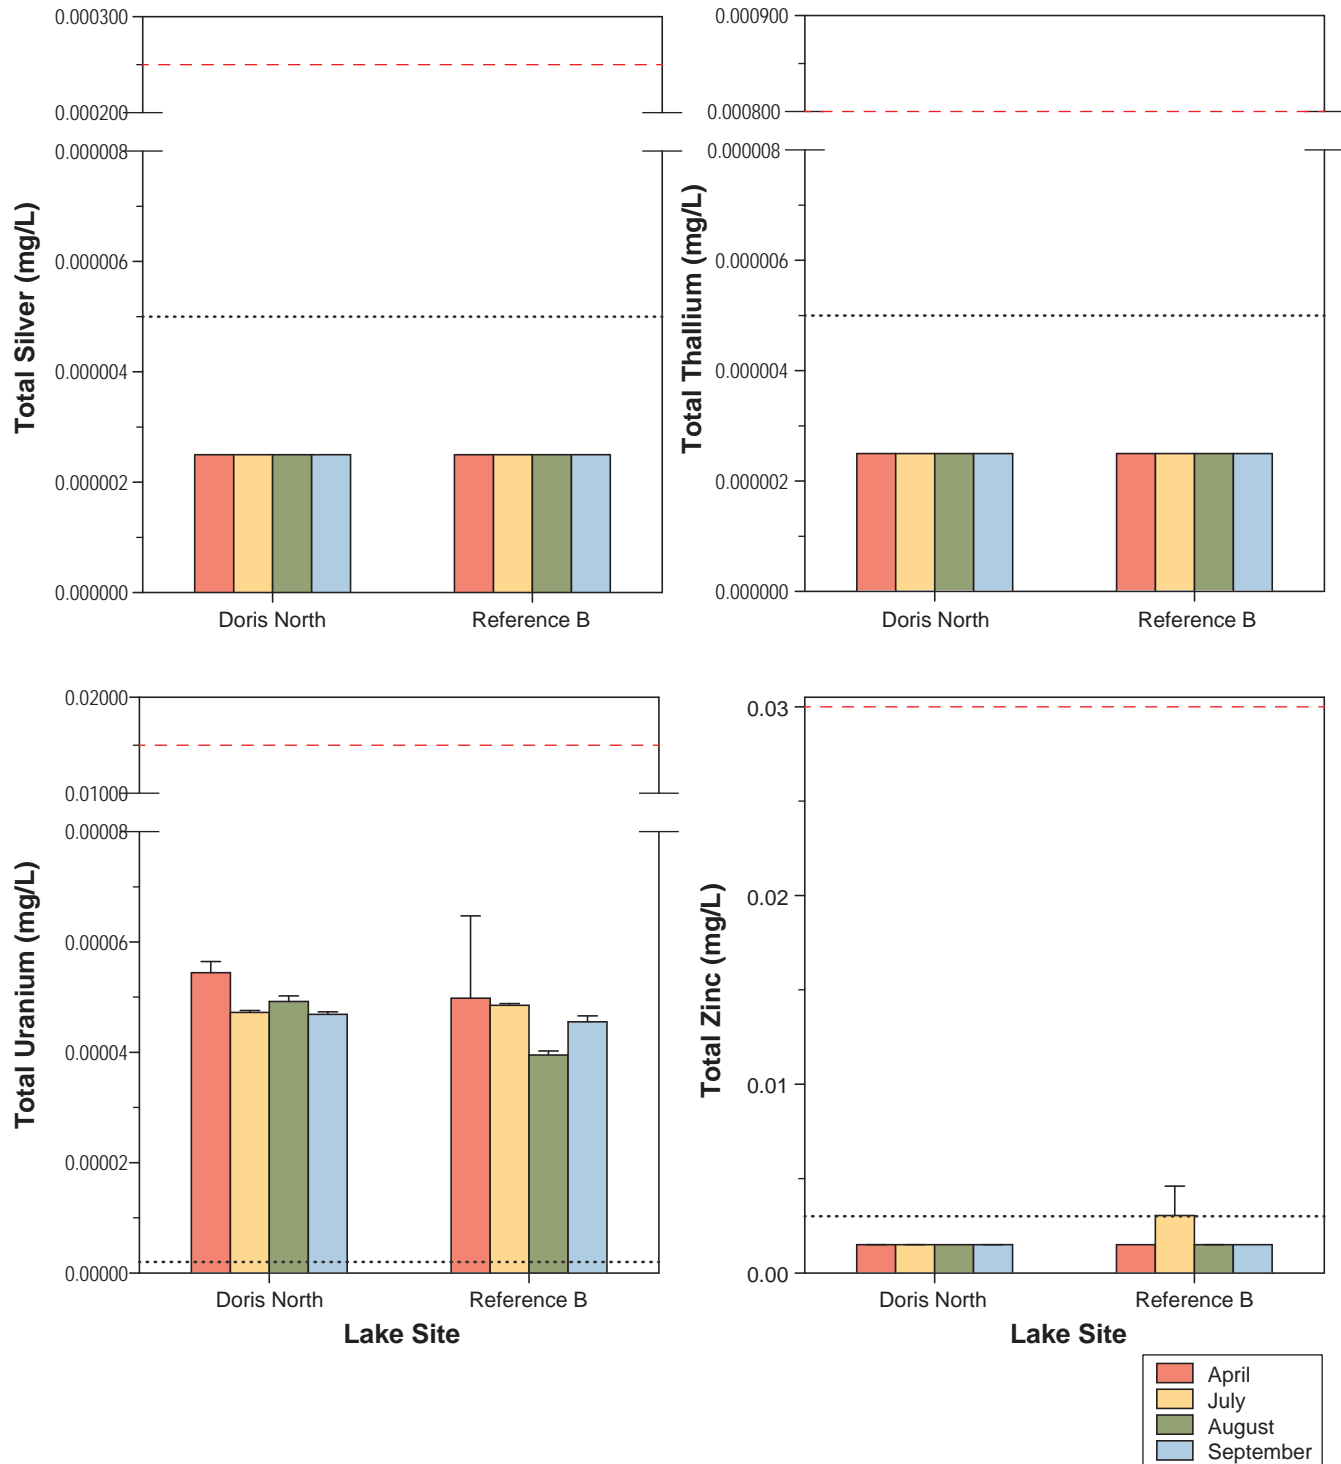 0.000300
0.000200
0.000008
0.000006
0.000004
0.000002
0.000000
Total Silver (mg/L)
Doris North
Reference B
0.000900
0.000800
0.000008
0.000006
0.000004
0.000002
0.000000
Total Thallium (mg/L)
Doris North
Reference B
0.02000
0.01000
0.00008
0.00006
0.00004
0.00002
0.00000
Total Uranium (mg/L)
Doris North
Reference B
Lake Site
0.03
0.02
0.01
0.00
Total Zinc (mg/L)
Doris North
Reference B
Lake Site
April
July
August
September